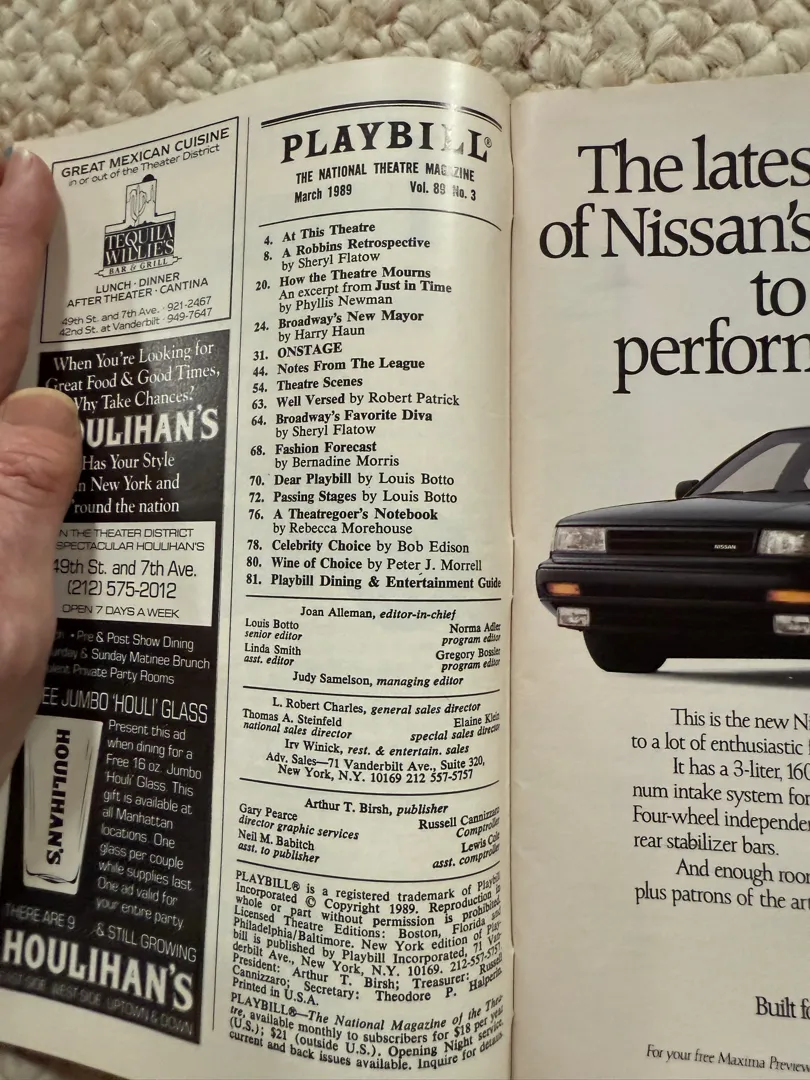 GREAT MEXICAN CUISINE
in or out of the Theater District
TEQUILA
WILLIE'S
BAR & GRILL
LUNCH · DINNER
AFTER THEATER · CANTINA
49th St. and 7th Ave. · 921-2467
42nd St. at Vanderbilt · 949-7647
When You're Looking for
Great Food & Good Times,
Why Take Chances?
OULIHAN'S
Has Your Style
in New York and
'round the nation
IN THE THEATER DISTRICT
SPECTACULAR HOULIHAN'S
49th St. and 7th Ave.
(212) 575-2012
OPEN 7 DAYS A WEEK
• Pre & Post Show Dining
& Sunday Matinee Brunch
Private Party Rooms
JUMBO 'HOULI' GLASS
HOULIHAN'S
Present this ad
when dining for a
Free 16 oz. Jumbo
'Houli' Glass. This
gift is available at
all Manhattan
locations. One
glass per couple
while supplies last.
One ad valid for
your entire party.
THERE ARE 9 & STILL GROWING
HOULIHAN'S
EAST-SIDE, WEST-SIDE, UPTOWN & DOWN
PLAYBILL®
THE NATIONAL THEATRE MAGAZINE
March 1989 Vol. 89 No. 3
4. At This Theatre
8. A Robbins Retrospective
by Sheryl Flatow
20. How the Theatre Mourns
An excerpt from Just in Time
by Phyllis Newman
24. Broadway's New Mayor
by Harry Haun
31. ONSTAGE
44. Notes From The League
54. Theatre Scenes
63. Well Versed by Robert Patrick
64. Broadway's Favorite Diva
by Sheryl Flatow
68. Fashion Forecast
by Bernadine Morris
70. Dear Playbill by Louis Botto
72. Passing Stages by Louis Botto
76. A Theatregoer's Notebook
by Rebecca Morehouse
78. Celebrity Choice by Bob Edison
80. Wine of Choice by Peter J. Morrell
81. Playbill Dining & Entertainment Guide
Joan Alleman, editor-in-chief
Louis Botto Norma Adler
senior editor program editor
Linda Smith Gregory Bossler
asst. editor program editor
Judy Samelson, managing editor
L. Robert Charles, general sales director
Thomas A. Steinfeld Elaine Klein
national sales director special sales director
Irv Winick, rest. & entertain. sales
Adv. Sales—71 Vanderbilt Ave., Suite 320,
New York, N.Y. 10169 212 557-5757
Arthur T. Birsh, publisher
Gary Pearce Russell Cannizzaro
director graphic services Comptroller
Neil M. Babitch Lewis
asst. to publisher asst. comptroller
PLAYBILL® is a registered trademark of Playbill
Incorporated © Copyright 1989. Reproduction in
whole or part without permission is prohibited.
Licensed Theatre Editions: Boston, Florida and
Philadelphia/Baltimore. New York edition of Play-
bill is published by Playbill Incorporated, 71 Van-
derbilt Ave., New York, N.Y. 10169. 212-557-5757.
President: Arthur T. Birsh; Treasurer: Russell
Cannizzaro; Secretary: Theodore P. Halperin.
Printed in U.S.A.
PLAYBILL®—The National Magazine of the Thea-
tre, available monthly to subscribers for $18 per year
(U.S.); $21 (outside U.S.). Opening Night service,
current and back issues available. Inquire for details.
The lates
of Nissan's
to
perform
NISSAN
This is the new Ni
to a lot of enthusiastic
It has a 3-liter, 160
num intake system for
Four-wheel independen
rear stabilizer bars.
And enough room
plus patrons of the art
Built fo
For your free Maxima Preview